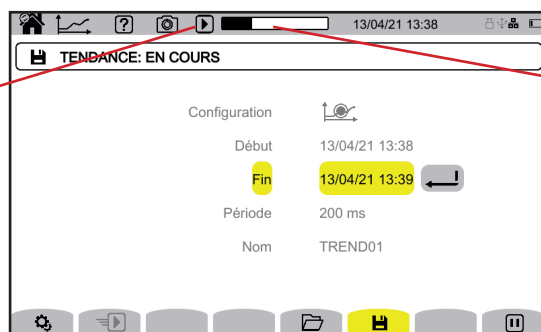 13/04/21 13:38
TENDANCE: EN COURS
Configuration
Début 13/04/21 13:38
Fin 13/04/21 13:39
Période 200 ms
Nom TREND01